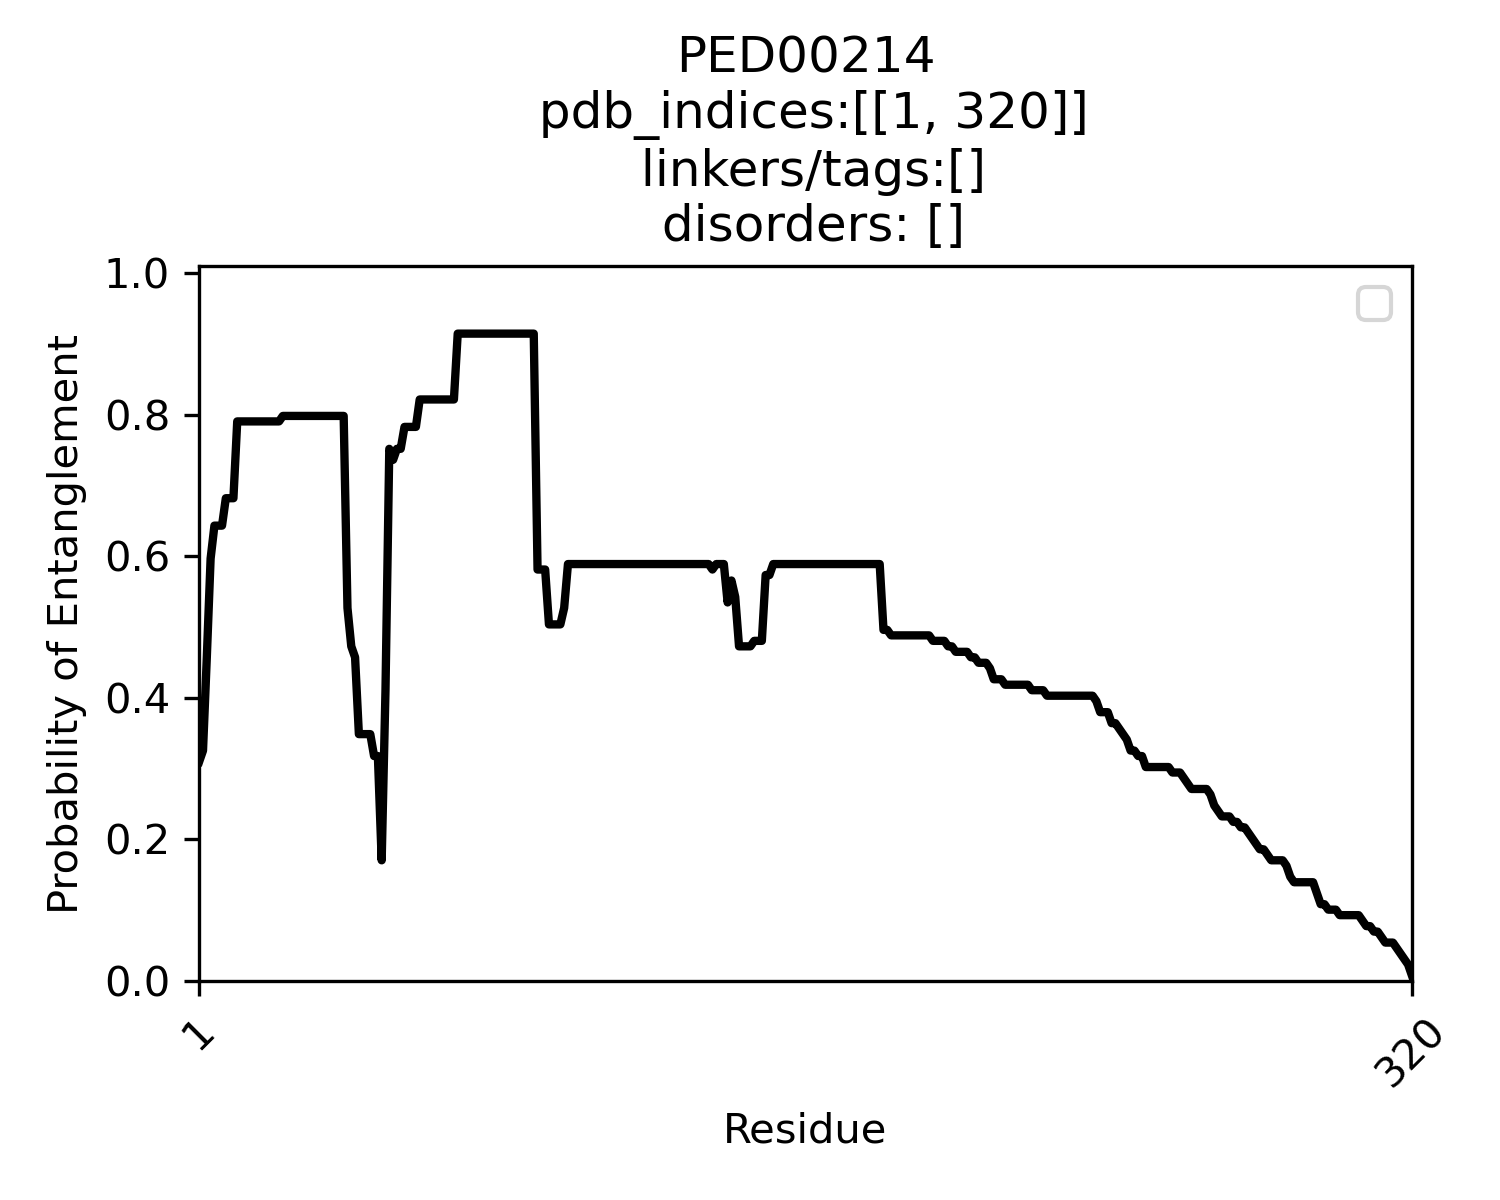 PED00214
pdb_indices:[[1, 320]]
linkers/tags:[]
disorders: []
1.0
0.8
0.6
0.4
0.2
0.0
Probability of Entanglement
1
320
Residue